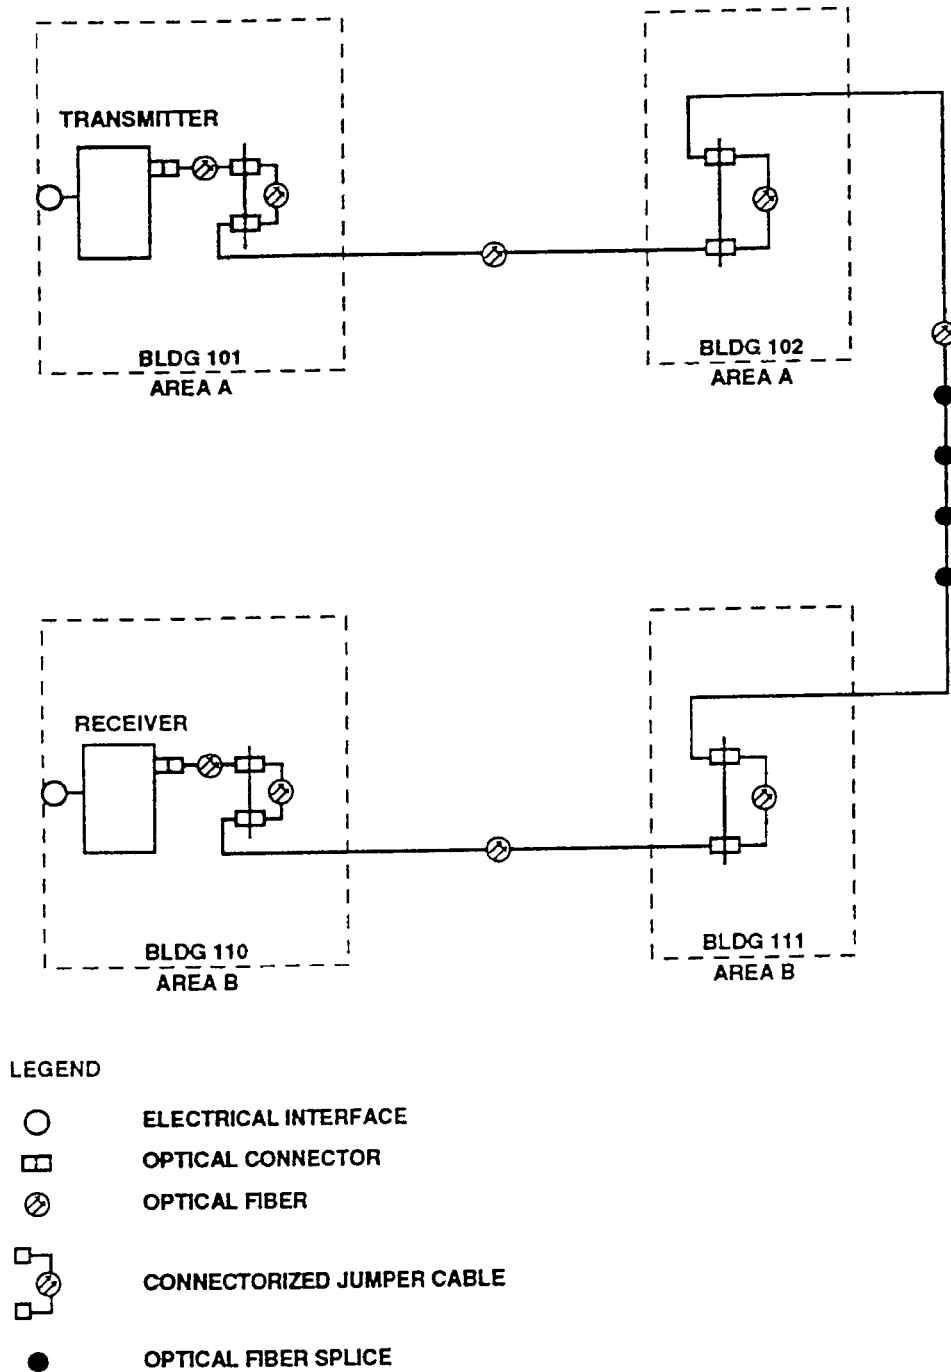 TRANSMITTER
BLDG 101
AREA A
BLDG 102
AREA A
RECEIVER
BLDG 110
AREA B
BLDG 111
AREA B
LEGEND
ELECTRICAL INTERFACE
OPTICAL CONNECTOR
OPTICAL FIBER
CONNECTORIZED JUMPER CABLE
OPTICAL FIBER SPLICE